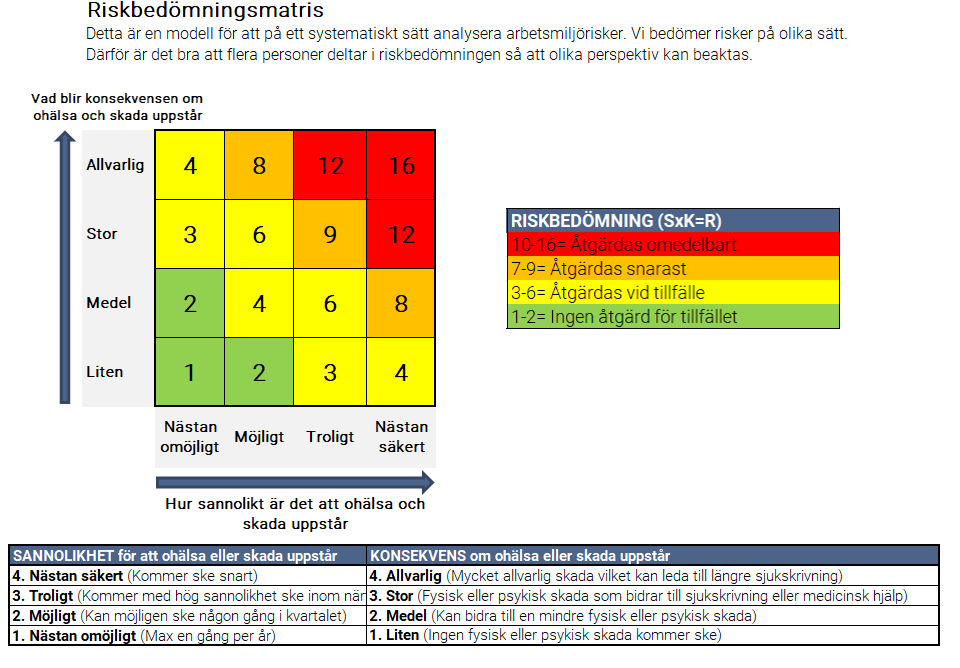 Riskbedömningsmatris
Detta är en modell för att på ett systematiskt sätt analysera arbetsmiljörisker. Vi bedömer risker på olika sätt.
Därför är det bra att flera personer deltar i riskbedömningen så att olika perspektiv kan beaktas.
Vad blir konsekvensen om
ohälsa och skada uppstår
Allvarlig 4 8 12 16
Stor 3 6 9 12
Medel 2 4 6 8
Liten 1 2 3 4
Nästan omöjligt Möjligt Troligt Nästan säkert
Hur sannolikt är det att ohälsa och
skada uppstår
RISKBEDÖMNING (SxK=R)
10-16= Åtgärdas omedelbart
7-9= Åtgärdas snarast
3-6= Åtgärdas vid tillfälle
1-2= Ingen åtgärd för tillfället
SANNOLIKHET för att ohälsa eller skada uppstår KONSEKVENS om ohälsa eller skada uppstår
4. Nästan säkert (Kommer ske snart) 4. Allvarlig (Mycket allvarlig skada vilket kan leda till längre sjukskrivning)
3. Troligt (Kommer med hög sannolikhet ske inom när 3. Stor (Fysisk eller psykisk skada som bidrar till sjukskrivning eller medicinsk hjälp)
2. Möjligt (Kan möjligen ske någon gång i kvartalet) 2. Medel (Kan bidra till en mindre fysisk eller psykisk skada)
1. Nästan omöjligt (Max en gång per år) 1. Liten (Ingen fysisk eller psykisk skada kommer ske)